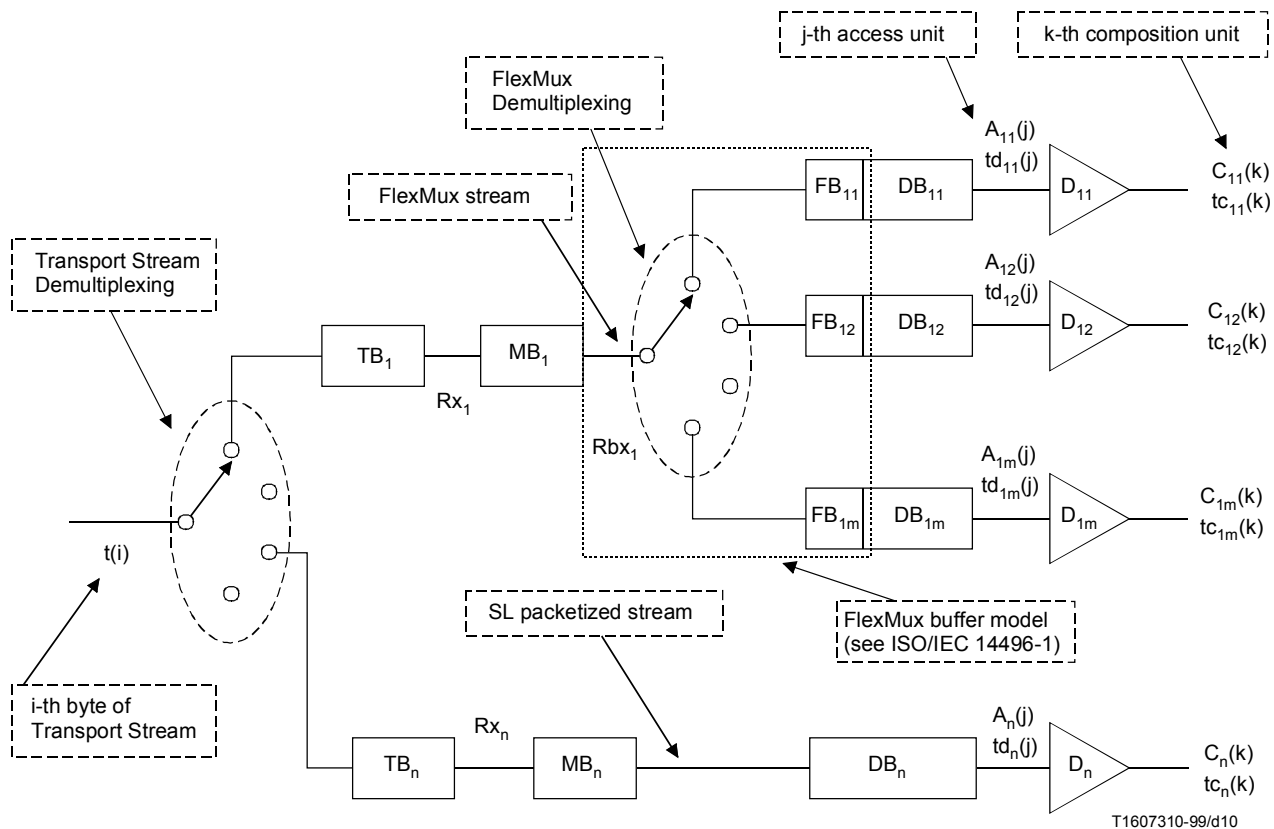 j-th access unit
k-th composition unit
FlexMux
Demultiplexing
FlexMux stream
Transport Stream
Demultiplexing
A11(j)
td11(j)
C11(k)
tc11(k)
FB11
DB11
D11
A12(j)
td12(j)
C12(k)
tc12(k)
FB12
DB12
D12
TB1
Rx1
MB1
Rbx1
A1m(j)
td1m(j)
C1m(k)
tc1m(k)
FB1m
DB1m
D1m
t(i)
SL packetized stream
FlexMux buffer model
(see ISO/IEC 14496-1)
i-th byte of
Transport Stream
TBn
Rxn
MBn
DBn
An(j)
tdn(j)
Dn
Cn(k)
tcn(k)
T1607310-99/d10